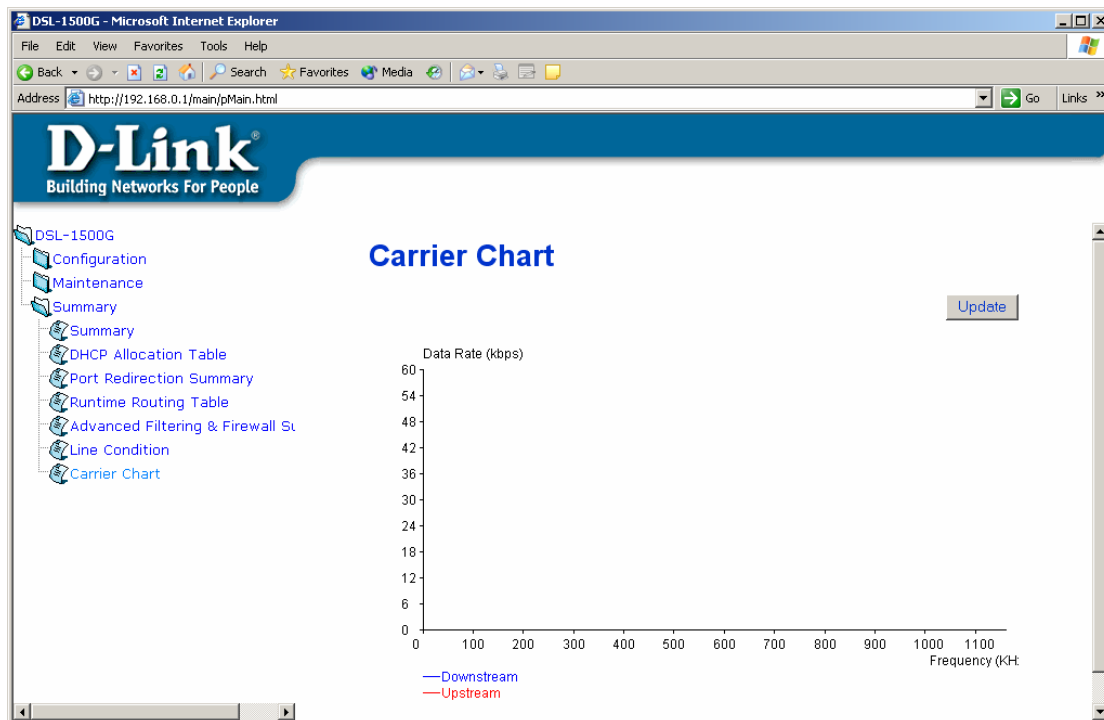 DSL-1500G - Microsoft Internet Explorer
File Edit View Favorites Tools Help
Back Search Favorites Media
Address http://192.168.0.1/main/pMain.html Go Links »
D-Link®
Building Networks For People
DSL-1500G
Configuration
Maintenance
Summary
Summary
DHCP Allocation Table
Port Redirection Summary
Runtime Routing Table
Advanced Filtering & Firewall Su
Line Condition
Carrier Chart
Carrier Chart
Update
Data Rate (kbps)
60
54
48
42
36
30
24
18
12
6
0
0 100 200 300 400 500 600 700 800 900 1000 1100
Frequency (KH
Downstream
Upstream